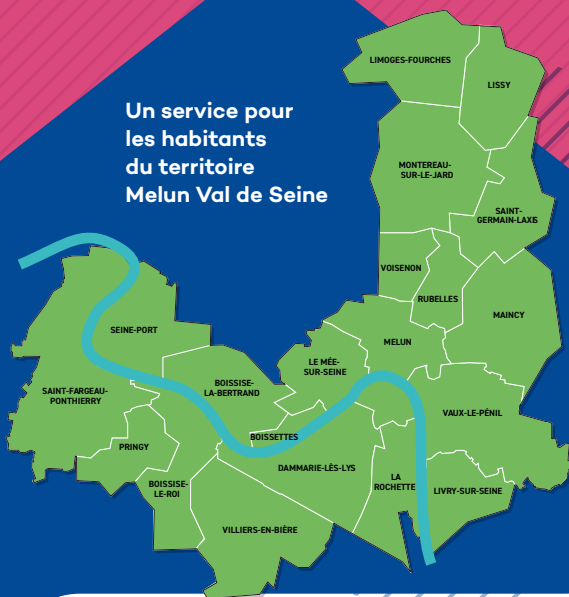 LIMOGES-FOURCHES
LISSY
Un service pour
les habitants
du territoire
Melun Val de Seine
MONTEREAU-
SUR-LE-JARD
SAINT-
GERMAIN-LAXIS
VOISENON
RUBELLES
MAINCY
SEINE-PORT
MELUN
LE MÉE-
SUR-SEINE
BOISSISE-
LA-BERTRAND
SAINT-FARGEAU-
PONTHIERRY
VAUX-LE-PÉNIL
BOISSETTES
PRINGY
DAMMARIE-LÈS-LYS
LA
ROCHETTE
BOISSISE-
LE-ROI
LIVRY-SUR-SEINE
VILLIERS-EN-BIÈRE